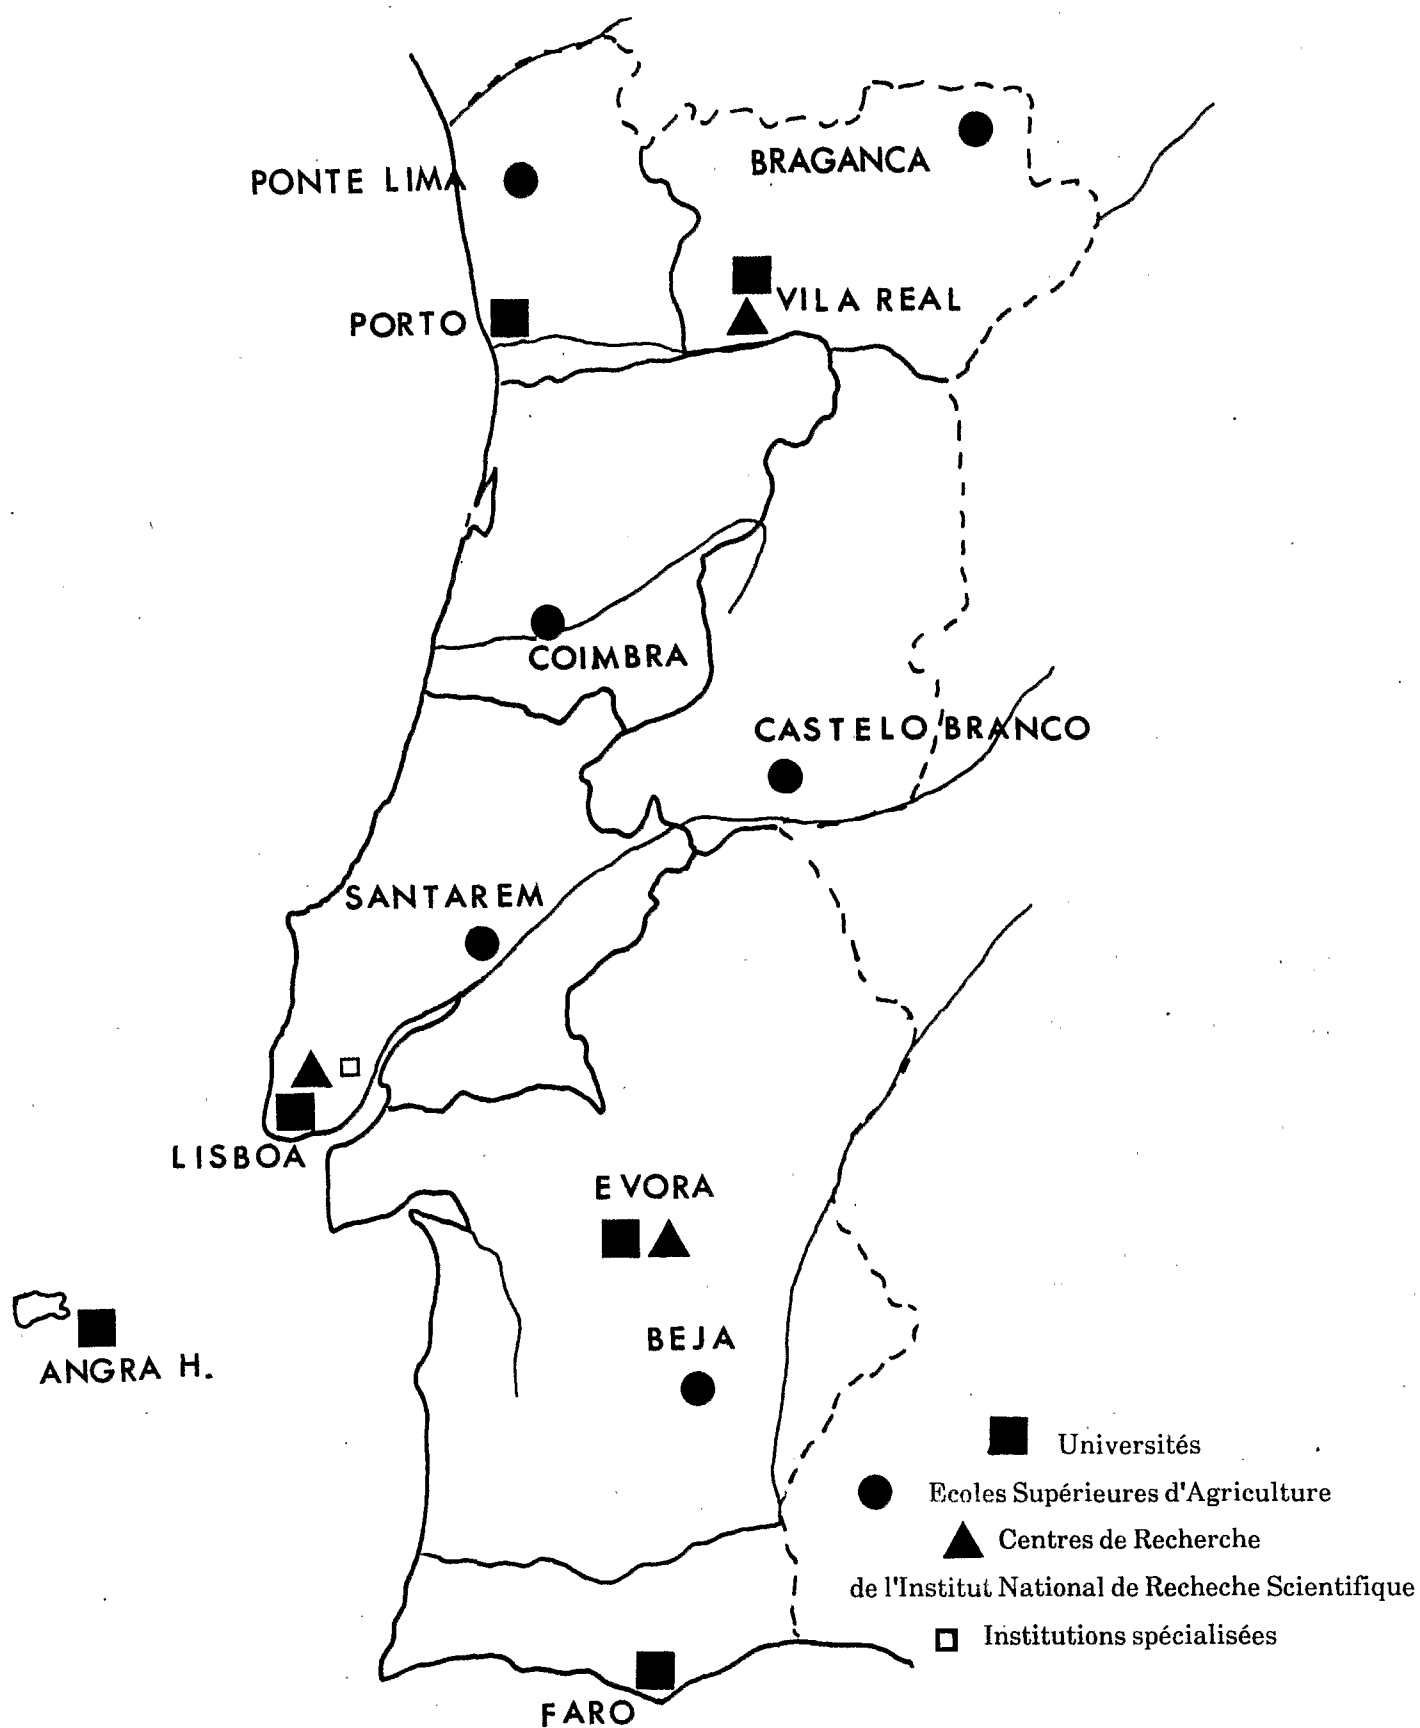 BRAGANCA
PONTE LIMA
VILA REAL
PORTO
COIMBRA
CASTELO BRANCO
SANTAREM
LISBOA
EVORA
BEJA
ANGRA H.
Universités
Ecoles Supérieures d'Agriculture
Centres de Recherche
de l'Institut National de Recheche Scientifique
Institutions spécialisées
FARO